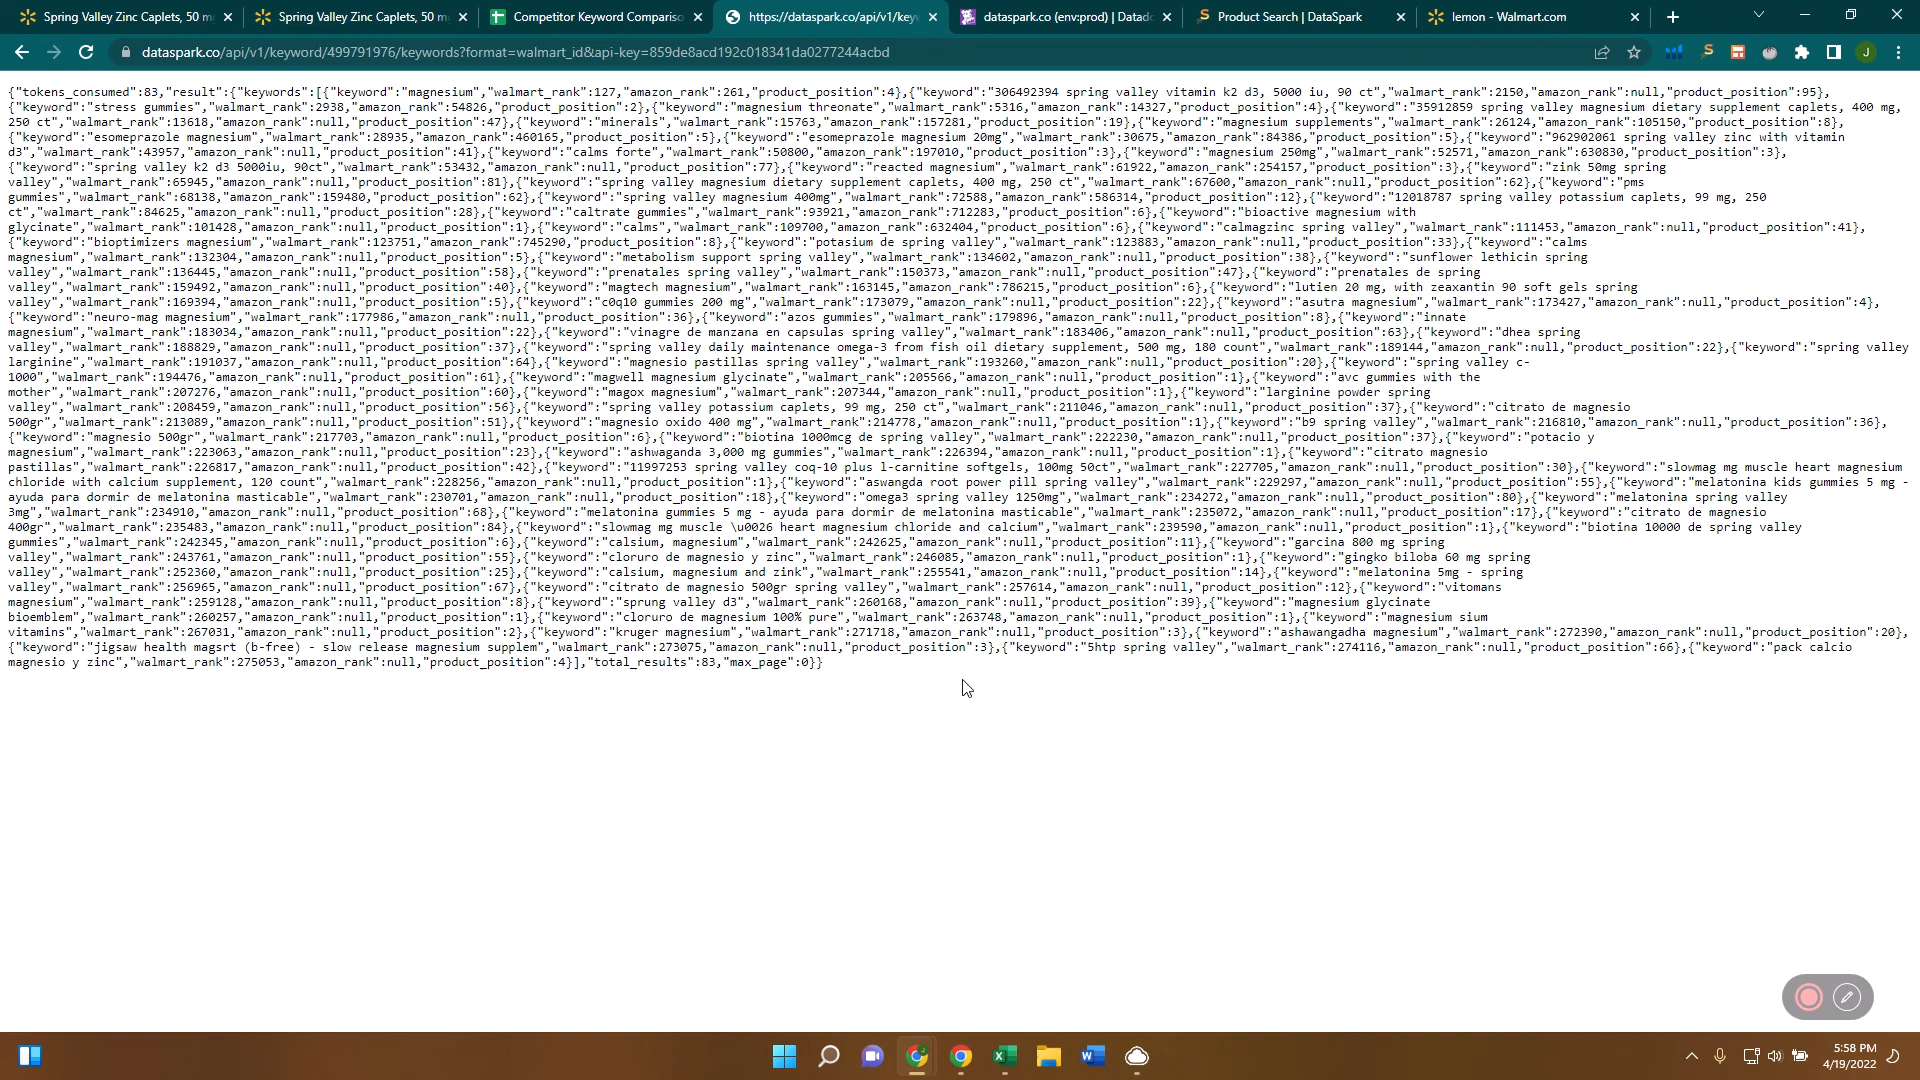 Spring Valley Zinc Caplets, 50 m
Spring Valley Zinc Caplets, 50 m
Competitor Keyword Compariso
https://dataspark.co/api/v1/key
dataspark.co (env:prod) | Datado
Product Search | DataSpark
lemon - Walmart.com
dataspark.co/api/v1/keyword/499791976/keywords?format=walmart_id&api-key=859de8acd192c018341da0277244acbd
J
{"tokens_consumed":83,"result":{"keywords":[{"keyword":"magnesium","walmart_rank":127,"amazon_rank":261,"product_position":4},{"keyword":"306492394 spring valley vitamin k2 d3, 5000 iu, 90 ct","walmart_rank":2150,"amazon_rank":null,"product_position":95},
{"keyword":"stress gummies","walmart_rank":2938,"amazon_rank":54826,"product_position":2},{"keyword":"magnesium threonate","walmart_rank":5316,"amazon_rank":14327,"product_position":4},{"keyword":"35912859 spring valley magnesium dietary supplement caplets, 400 mg,
250 ct","walmart_rank":13618,"amazon_rank":null,"product_position":47},{"keyword":"minerals","walmart_rank":15763,"amazon_rank":157281,"product_position":19},{"keyword":"magnesium supplements","walmart_rank":26124,"amazon_rank":105150,"product_position":8},
{"keyword":"esomeprazole magnesium","walmart_rank":28935,"amazon_rank":460165,"product_position":5},{"keyword":"esomeprazole magnesium 20mg","walmart_rank":30675,"amazon_rank":84386,"product_position":5},{"keyword":"962902061 spring valley zinc with vitamin
d3","walmart_rank":43957,"amazon_rank":null,"product_position":41},{"keyword":"calms forte","walmart_rank":50800,"amazon_rank":197010,"product_position":3},{"keyword":"magnesium 250mg","walmart_rank":52571,"amazon_rank":630830,"product_position":3},
{"keyword":"spring valley k2 d3 5000iu, 90ct","walmart_rank":53432,"amazon_rank":null,"product_position":77},{"keyword":"reacted magnesium","walmart_rank":61922,"amazon_rank":254157,"product_position":3},{"keyword":"zink 50mg spring
valley","walmart_rank":65945,"amazon_rank":null,"product_position":81},{"keyword":"spring valley magnesium dietary supplement caplets, 400 mg, 250 ct","walmart_rank":67600,"amazon_rank":null,"product_position":62},{"keyword":"pms
gummies","walmart_rank":68138,"amazon_rank":159480,"product_position":62},{"keyword":"spring valley magnesium 400mg","walmart_rank":72588,"amazon_rank":586314,"product_position":12},{"keyword":"12018787 spring valley potassium caplets, 99 mg, 250
ct","walmart_rank":84625,"amazon_rank":null,"product_position":28},{"keyword":"caltrate gummies","walmart_rank":93921,"amazon_rank":712283,"product_position":6},{"keyword":"bioactive magnesium with
glycinate","walmart_rank":101428,"amazon_rank":null,"product_position":1},{"keyword":"calms","walmart_rank":109700,"amazon_rank":632404,"product_position":6},{"keyword":"calmagzinc spring valley","walmart_rank":111453,"amazon_rank":null,"product_position":41},
{"keyword":"bioptimizers magnesium","walmart_rank":123751,"amazon_rank":745290,"product_position":8},{"keyword":"potasium de spring valley","walmart_rank":123883,"amazon_rank":null,"product_position":33},{"keyword":"calms
magnesium","walmart_rank":132304,"amazon_rank":null,"product_position":5},{"keyword":"metabolism support spring valley","walmart_rank":134602,"amazon_rank":null,"product_position":38},{"keyword":"sunflower lethicin spring
valley","walmart_rank":136445,"amazon_rank":null,"product_position":58},{"keyword":"prenatales spring valley","walmart_rank":150373,"amazon_rank":null,"product_position":47},{"keyword":"prenatales de spring
valley","walmart_rank":159492,"amazon_rank":null,"product_position":40},{"keyword":"magtech magnesium","walmart_rank":163145,"amazon_rank":786215,"product_position":6},{"keyword":"lutien 20 mg, with zeaxantin 90 soft gels spring
valley","walmart_rank":169394,"amazon_rank":null,"product_position":5},{"keyword":"c0q10 gummies 200 mg","walmart_rank":173079,"amazon_rank":null,"product_position":22},{"keyword":"asutra magnesium","walmart_rank":173427,"amazon_rank":null,"product_position":4},
{"keyword":"neuro-mag magnesium","walmart_rank":177986,"amazon_rank":null,"product_position":36},{"keyword":"azos gummies","walmart_rank":179896,"amazon_rank":null,"product_position":8},{"keyword":"innate
magnesium","walmart_rank":183034,"amazon_rank":null,"product_position":22},{"keyword":"vinagre de manzana en capsulas spring valley","walmart_rank":183406,"amazon_rank":null,"product_position":63},{"keyword":"dhea spring
valley","walmart_rank":188829,"amazon_rank":null,"product_position":37},{"keyword":"spring valley daily maintenance omega-3 from fish oil dietary supplement, 500 mg, 180 count","walmart_rank":189144,"amazon_rank":null,"product_position":22},{"keyword":"spring valley
larginine","walmart_rank":191037,"amazon_rank":null,"product_position":64},{"keyword":"magnesio pastillas spring valley","walmart_rank":193260,"amazon_rank":null,"product_position":20},{"keyword":"spring valley c-
1000","walmart_rank":194476,"amazon_rank":null,"product_position":61},{"keyword":"magwell magnesium glycinate","walmart_rank":205566,"amazon_rank":null,"product_position":1},{"keyword":"avc gummies with the
mother","walmart_rank":207276,"amazon_rank":null,"product_position":60},{"keyword":"magox magnesium","walmart_rank":207344,"amazon_rank":null,"product_position":1},{"keyword":"larginine powder spring
valley","walmart_rank":208459,"amazon_rank":null,"product_position":56},{"keyword":"spring valley potassium caplets, 99 mg, 250 ct","walmart_rank":211046,"amazon_rank":null,"product_position":37},{"keyword":"citrato de magnesio
500gr","walmart_rank":213089,"amazon_rank":null,"product_position":51},{"keyword":"magnesio oxido 400 mg","walmart_rank":214778,"amazon_rank":null,"product_position":1},{"keyword":"b9 spring valley","walmart_rank":216810,"amazon_rank":null,"product_position":36},
{"keyword":"magnesio 500gr","walmart_rank":217703,"amazon_rank":null,"product_position":6},{"keyword":"biotina 1000mcg de spring valley","walmart_rank":222230,"amazon_rank":null,"product_position":37},{"keyword":"potacio y
magnesium","walmart_rank":223063,"amazon_rank":null,"product_position":23},{"keyword":"ashwaganda 3,000 mg gummies","walmart_rank":226394,"amazon_rank":null,"product_position":1},{"keyword":"citrato magnesio
pastillas","walmart_rank":226817,"amazon_rank":null,"product_position":42},{"keyword":"11997253 spring valley coq-10 plus l-carnitine softgels, 100mg 50ct","walmart_rank":227705,"amazon_rank":null,"product_position":30},{"keyword":"slowmag mg muscle heart magnesium
chloride with calcium supplement, 120 count","walmart_rank":228256,"amazon_rank":null,"product_position":1},{"keyword":"aswangda root power pill spring valley","walmart_rank":229297,"amazon_rank":null,"product_position":55},{"keyword":"melatonina kids gummies 5 mg -
ayuda para dormir de melatonina masticable","walmart_rank":230701,"amazon_rank":null,"product_position":18},{"keyword":"omega3 spring valley 1250mg","walmart_rank":234272,"amazon_rank":null,"product_position":80},{"keyword":"melatonina spring valley
3mg","walmart_rank":234910,"amazon_rank":null,"product_position":68},{"keyword":"melatonina gummies 5 mg - ayuda para dormir de melatonina masticable","walmart_rank":235072,"amazon_rank":null,"product_position":17},{"keyword":"citrato de magnesio
400gr","walmart_rank":235483,"amazon_rank":null,"product_position":84},{"keyword":"slowmag mg muscle \u0026 heart magnesium chloride and calcium","walmart_rank":239590,"amazon_rank":null,"product_position":1},{"keyword":"biotina 10000 de spring valley
gummies","walmart_rank":242345,"amazon_rank":null,"product_position":6},{"keyword":"calsium, magnesium","walmart_rank":242625,"amazon_rank":null,"product_position":11},{"keyword":"garcina 800 mg spring
valley","walmart_rank":243761,"amazon_rank":null,"product_position":55},{"keyword":"cloruro de magnesio y zinc","walmart_rank":246085,"amazon_rank":null,"product_position":1},{"keyword":"gingko biloba 60 mg spring
valley","walmart_rank":252360,"amazon_rank":null,"product_position":25},{"keyword":"calsium, magnesium and zink","walmart_rank":255541,"amazon_rank":null,"product_position":14},{"keyword":"melatonina 5mg - spring
valley","walmart_rank":256965,"amazon_rank":null,"product_position":67},{"keyword":"citrato de magnesio 500gr spring valley","walmart_rank":257614,"amazon_rank":null,"product_position":12},{"keyword":"vitomans
magnesium","walmart_rank":259128,"amazon_rank":null,"product_position":8},{"keyword":"sprung valley d3","walmart_rank":260168,"amazon_rank":null,"product_position":39},{"keyword":"magnesium glycinate
bioemblem","walmart_rank":260257,"amazon_rank":null,"product_position":1},{"keyword":"cloruro de magnesium 100% pure","walmart_rank":263748,"amazon_rank":null,"product_position":1},{"keyword":"magnesium sium
vitamins","walmart_rank":267031,"amazon_rank":null,"product_position":2},{"keyword":"kruger magnesium","walmart_rank":271718,"amazon_rank":null,"product_position":3},{"keyword":"ashawangadha magnesium","walmart_rank":272390,"amazon_rank":null,"product_position":20},
{"keyword":"jigsaw health magsrt (b-free) - slow release magnesium supplem","walmart_rank":273075,"amazon_rank":null,"product_position":3},{"keyword":"5htp spring valley","walmart_rank":274116,"amazon_rank":null,"product_position":66},{"keyword":"pack calcio
magnesio y zinc","walmart_rank":275053,"amazon_rank":null,"product_position":4}],"total_results":83,"max_page":0}}
5:58 PM
4/19/2022